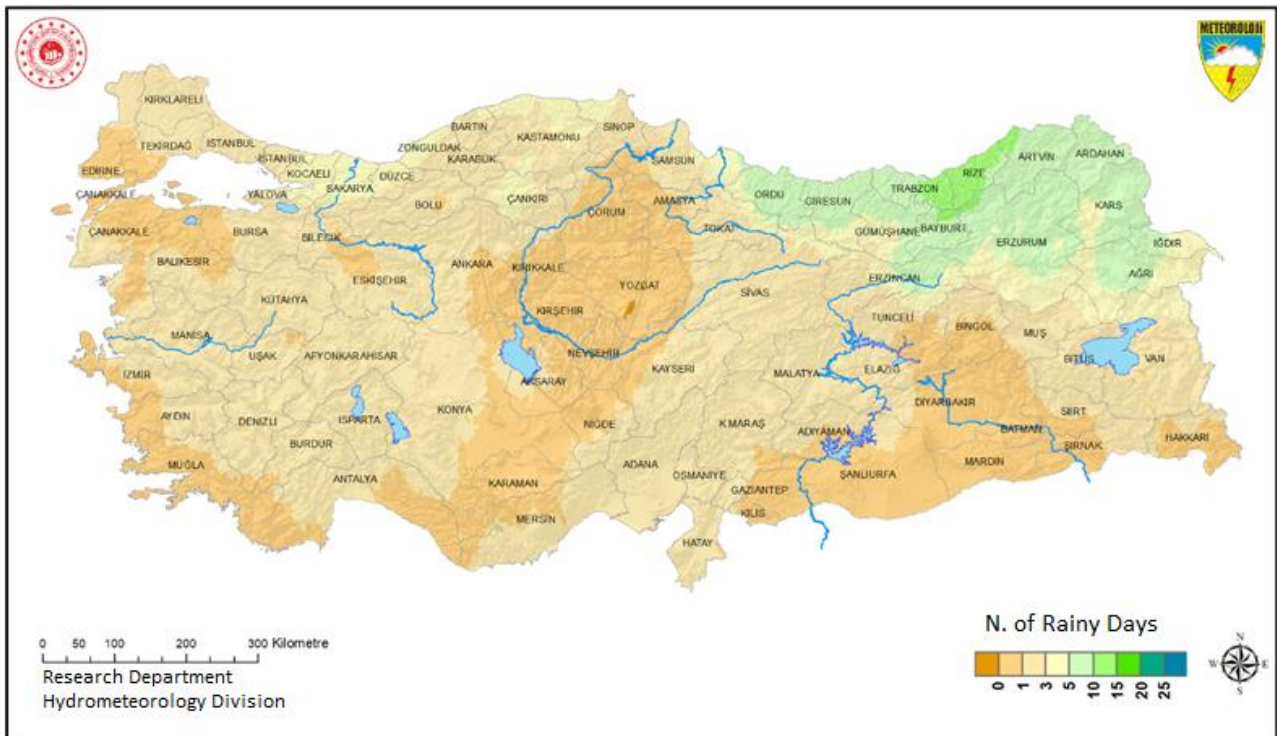 METEOROLOJİ
KIRKLARELİ
TEKİRDAĞ
İSTANBUL
EDİRNE
ÇANAKKALE
İSTANBUL
KOCAELİ
YALOVA
SAKARYA
DÜZCE
ZONGULDAK
BARTIN
KARABÜK
KASTAMONU
SİNOP
SAMSUN
BOLU
ÇANKIRI
ÇORUM
AMASYA
TOKAT
ORDU
GİRESUN
TRABZON
RİZE
ARTVİN
ARDAHAN
KARS
GÜMÜŞHANE
BAYBURT
ERZURUM
IĞDIR
AĞRI
ÇANAKKALE
BURSA
BİLECİK
BALIKESİR
ESKİŞEHİR
ANKARA
KIRIKKALE
YOZGAT
SİVAS
ERZİNCAN
KÜTAHYA
KIRŞEHİR
TUNCELİ
BİNGÖL
MUŞ
MANİSA
UŞAK
AFYONKARAHİSAR
NEVŞEHİR
KAYSERİ
MALATYA
ELAZIĞ
BİTLİS
VAN
İZMİR
AKSARAY
DİYARBAKIR
AYDIN
DENİZLİ
ISPARTA
KONYA
NİĞDE
K.MARAŞ
ADIYAMAN
BATMAN
SİİRT
ŞIRNAK
HAKKARİ
BURDUR
MUĞLA
ANTALYA
KARAMAN
ADANA
OSMANİYE
GAZİANTEP
ŞANLIURFA
MARDİN
MERSİN
KİLİS
HATAY
N. of Rainy Days
0 1 3 5 10 15 20 25
N
W E
S
0 50 100 200 300 Kilometre
Research Department
Hydrometeorology Division